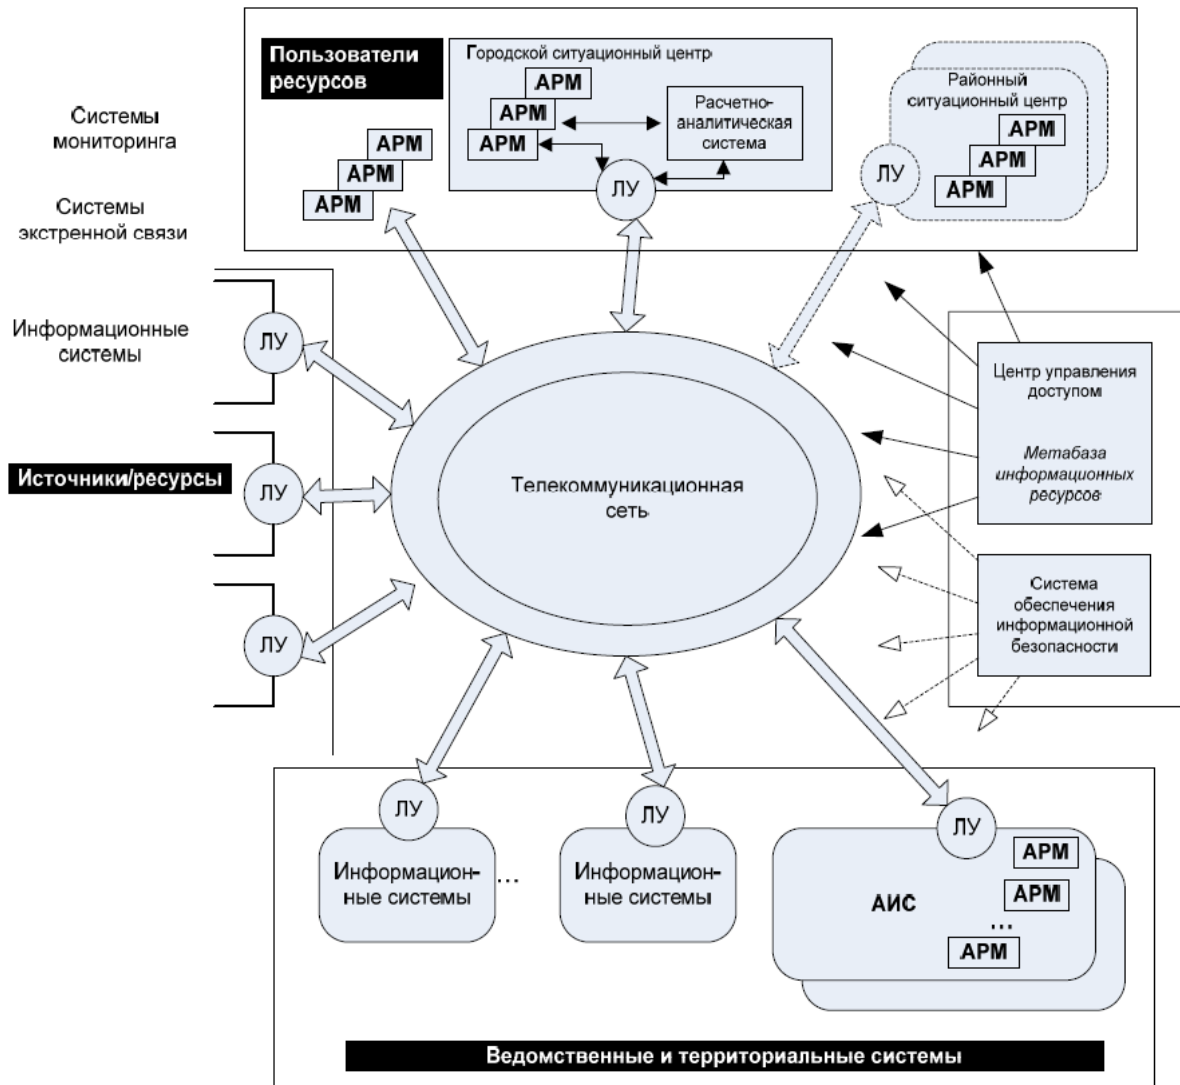 Пользователи
ресурсов
Городской ситуационный центр
АРМ
АРМ
АРМ
Расчетно-
аналитическая
система
ЛУ
АРМ
АРМ
АРМ
Районный
ситуационный центр
АРМ
АРМ
АРМ
ЛУ
Системы
мониторинга
Системы
экстренной связи
Информационные
системы
ЛУ
Источники/ресурсы
ЛУ
ЛУ
Телекоммуникационная
сеть
Центр управления
доступом
Метабаза
информационных
ресурсов
Система
обеспечения
информационной
безопасности
ЛУ
Информацион-
ные системы
...
ЛУ
Информацион-
ные системы
ЛУ
АИС
АРМ
АРМ
...
АРМ
Ведомственные и территориальные системы